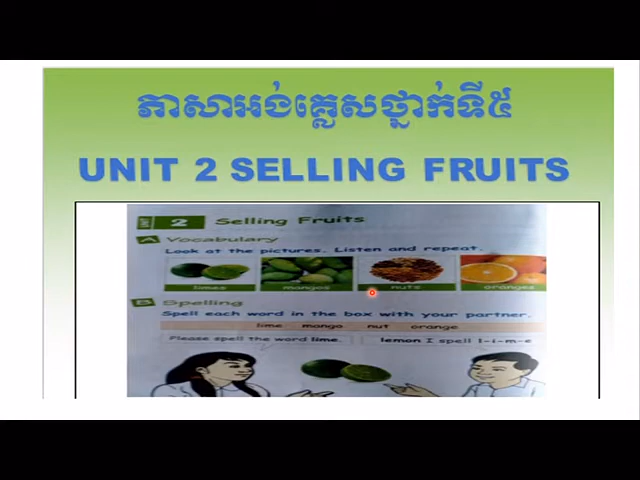 ភាសាអង់គ្លេសថ្នាក់ទី៥
UNIT 2 SELLING FRUITS
UNIT 2 Selling Fruits
A Vocabulary
Look at the pictures. Listen and repeat.
limes mangos nuts oranges
B Spelling
Spell each word in the box with your partner.
lime mango nut orange
Please spell the word lime. lemon I spell l-i-m-e